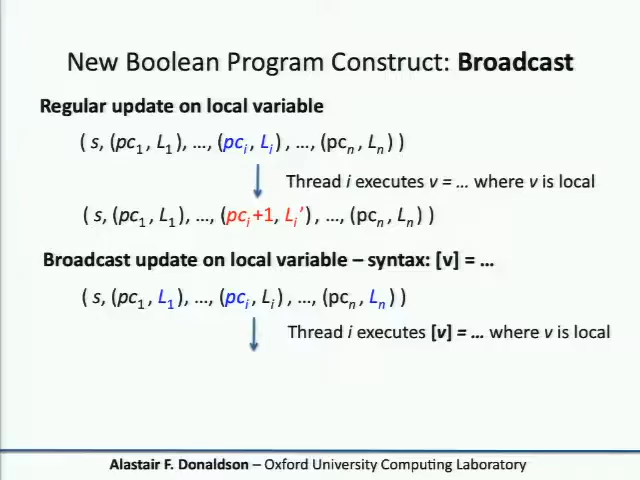 New Boolean Program Construct: Broadcast
Regular update on local variable
( s, (pc₁ , L₁ ), ..., (pcᵢ , Lᵢ ) , ..., (pcₙ , Lₙ ) )
Thread i executes v = ... where v is local
( s, (pc₁ , L₁ ), ..., (pcᵢ+1, Lᵢ’ ), ..., (pcₙ , Lₙ ) )
Broadcast update on local variable – syntax: [v] = ...
( s, (pc₁ , L₁ ), ..., (pcᵢ , Lᵢ ), ..., (pcₙ , Lₙ ) )
Thread i executes [v] = ... where v is local
Alastair F. Donaldson – Oxford University Computing Laboratory